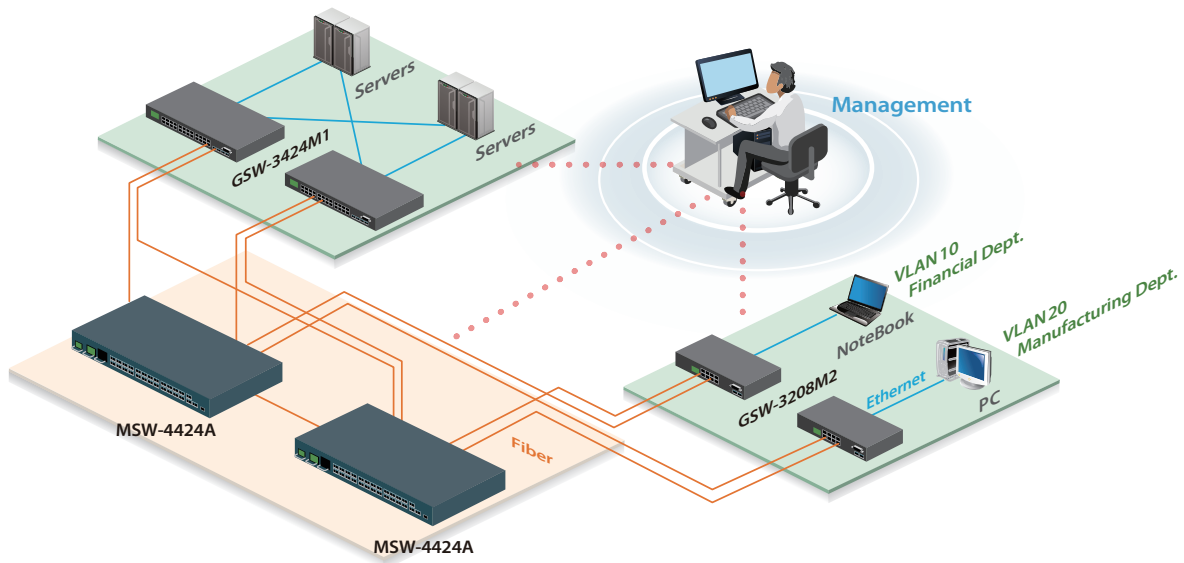 Servers
Servers
GSW-3424M1
Management
VLAN 10
Financial Dept.
VLAN 20
Manufacturing Dept.
NoteBook
GSW-3208M2
Ethernet
PC
MSW-4424A
Fiber
MSW-4424A